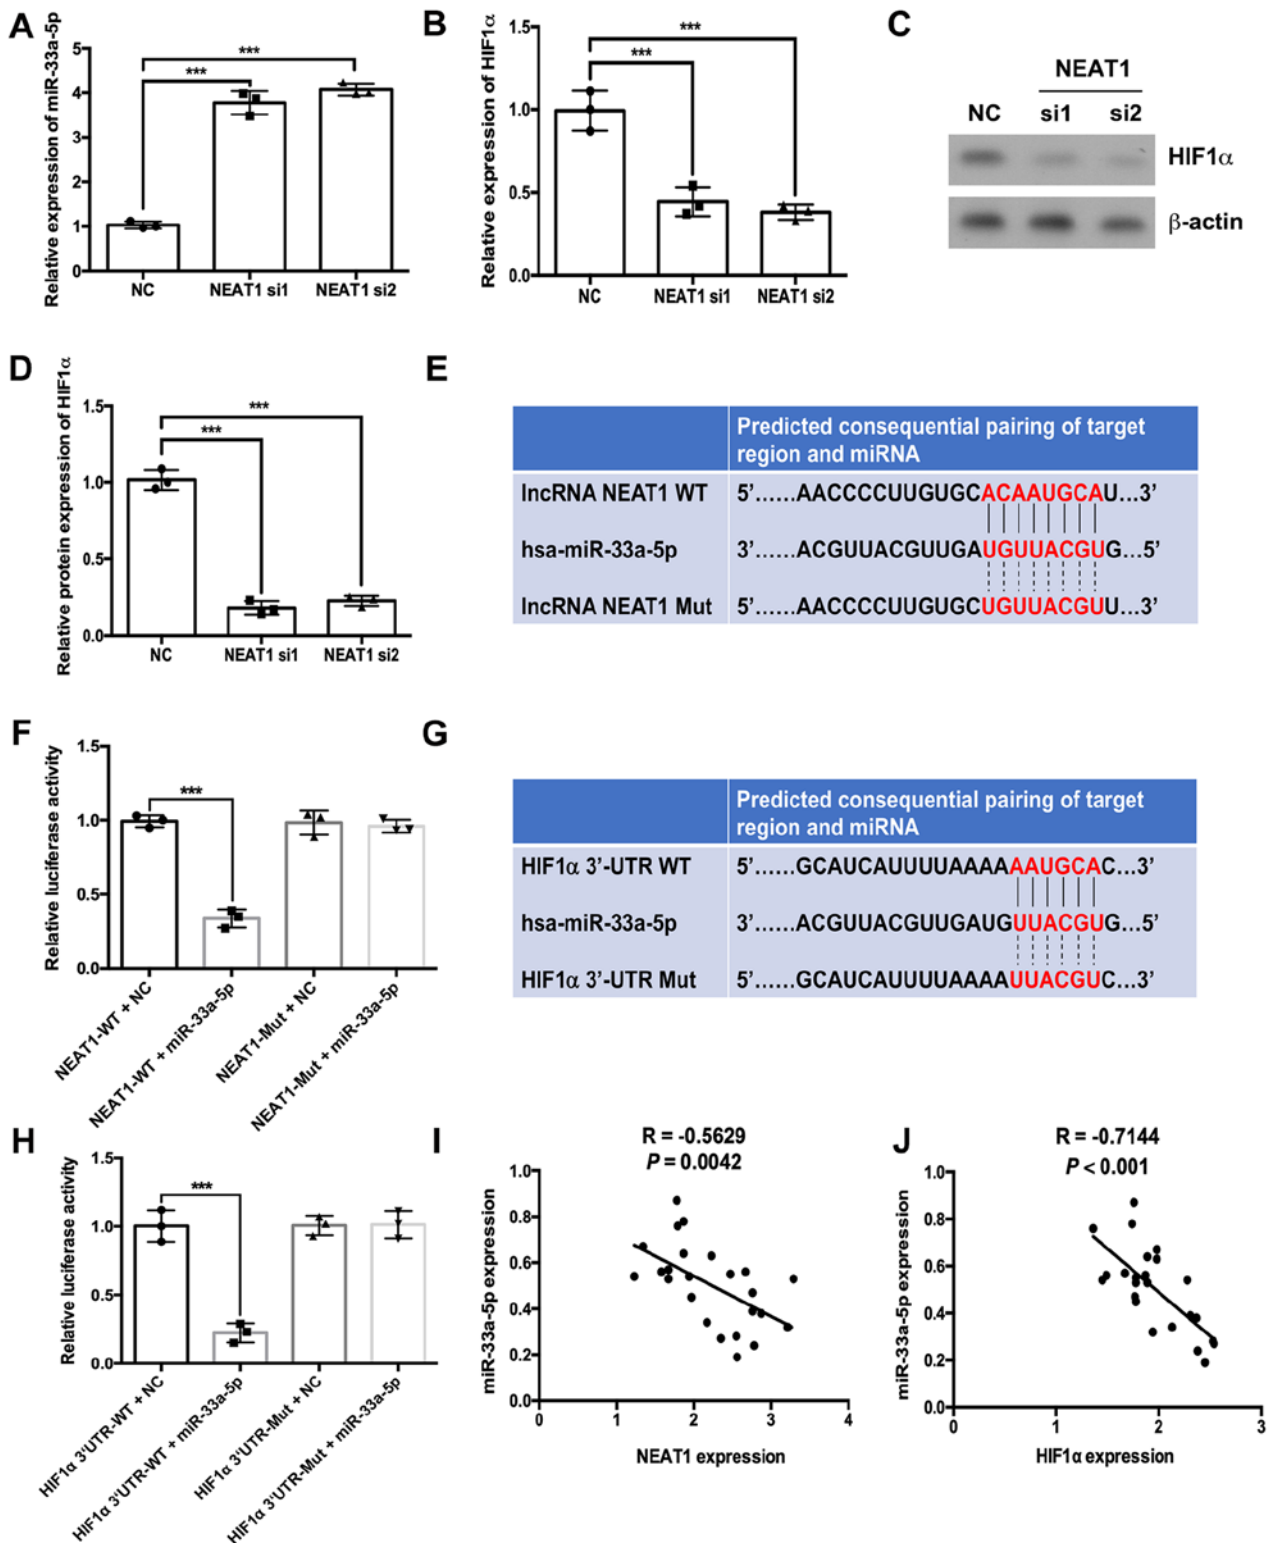 A
Relative expression of miR-33a-5p
5
4
3
2
1
0
***
***
NC
NEAT1 si1
NEAT1 si2
B
Relative expression of HIF1α
1.5
1.0
0.5
0.0
***
***
NC
NEAT1 si1
NEAT1 si2
C
NEAT1
NC
si1
si2
HIF1α
β-actin
D
Relative protein expression of HIF1α
1.5
1.0
0.5
0.0
***
***
NC
NEAT1 si1
NEAT1 si2
E
Predicted consequential pairing of target
region and miRNA
lncRNA NEAT1 WT 5’......AACCCCUUGUGCACAAUGCAU...3’
hsa-miR-33a-5p 3’......ACGUUACGUUGAUGUUACGUG...5’
lncRNA NEAT1 Mut 5’......AACCCCUUGUGCUGUUACGUU...3’
F
Relative luciferase activity
1.5
1.0
0.5
0.0
***
NEAT1-WT + NC
NEAT1-WT + miR-33a-5p
NEAT1-Mut + NC
NEAT1-Mut + miR-33a-5p
G
Predicted consequential pairing of target
region and miRNA
HIF1α 3’-UTR WT 5’......GCAUCAUUUUAAAAAAUGCAC...3’
hsa-miR-33a-5p 3’......ACGUUACGUUGAUGUUACGUG...5’
HIF1α 3’-UTR Mut 5’......GCAUCAUUUUAAAAUUACGUC...3’
H
Relative luciferase activity
1.5
1.0
0.5
0.0
***
HIF1α 3‘UTR-WT + NC
HIF1α 3‘UTR-WT + miR-33a-5p
HIF1α 3‘UTR-Mut + NC
HIF1α 3‘UTR-Mut + miR-33a-5p
I
R = -0.5629
P = 0.0042
miR-33a-5p expression
1.0
0.8
0.6
0.4
0.2
0.0
0
1
2
3
4
NEAT1 expression
J
R = -0.7144
P < 0.001
miR-33a-5p expression
1.0
0.8
0.6
0.4
0.2
0.0
0
1
2
3
HIF1α expression